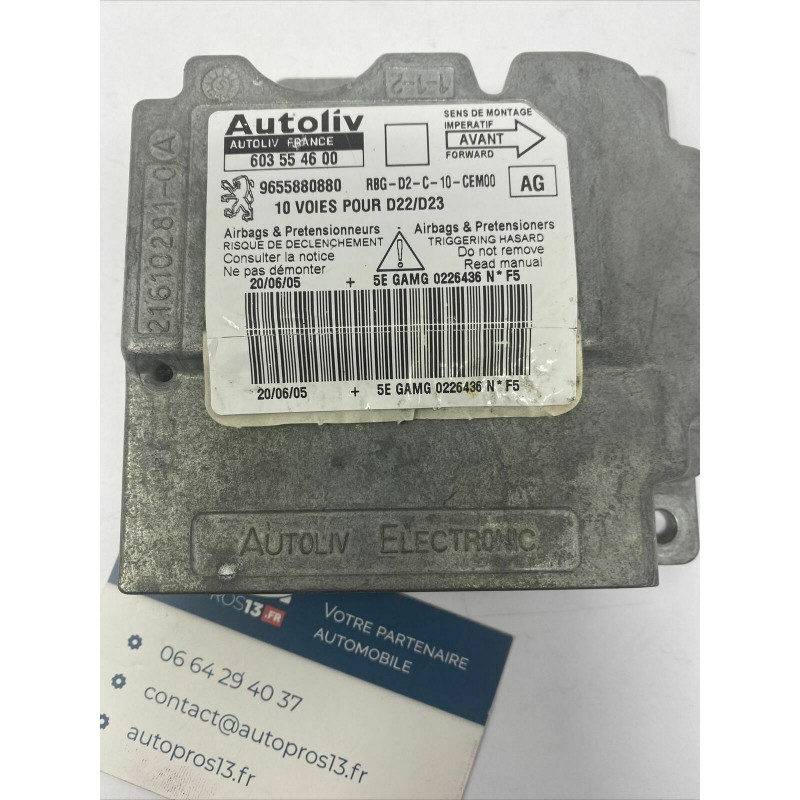 1-1-2
Autoliv
AUTOLIV FRANCE
603 55 46 00
SENS DE MONTAGE
IMPERATIF
AVANT
FORWARD
9655880880
RBG-D2-C-10-CEM00
AG
10 VOIES POUR D22/D23
Airbags & Pretensionneurs
RISQUE DE DECLENCHEMENT
Consulter la notice
Ne pas démonter
Airbags & Pretensioners
TRIGGERING HASARD
Do not remove
Read manual
20/06/05 + 5E GAMG 0226436 N* F5
20/06/05 + 5E GAMG 0226436 N* F5
21610281-0 A
AUTOLIV ELECTRONIC
PROS13.FR
VOTRE PARTENAIRE
AUTOMOBILE
06 64 29 40 37
contact@autopros13.fr
autopros13.fr